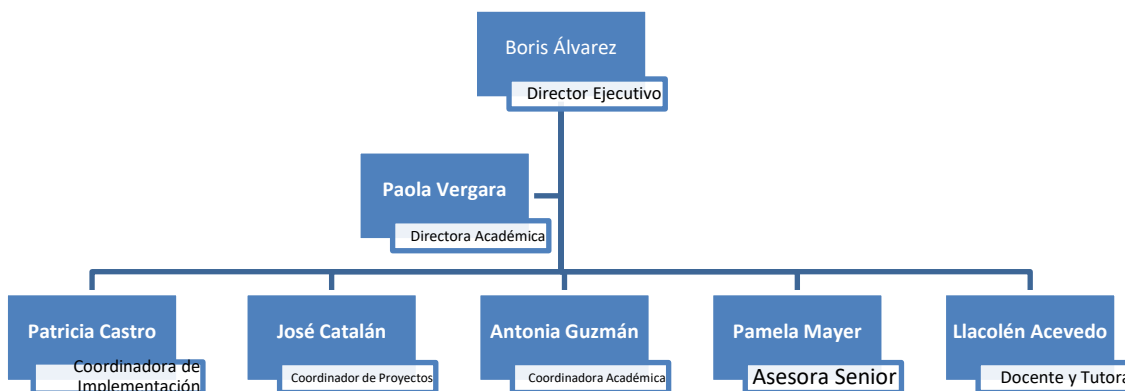 Boris Álvarez
Director Ejecutivo
Paola Vergara
Directora Académica
Patricia Castro
Coordinadora de
Implementación
José Catalán
Coordinador de Proyectos
Antonia Guzmán
Coordinadora Académica
Pamela Mayer
Asesora Senior
Llacolén Acevedo
Docente y Tutora